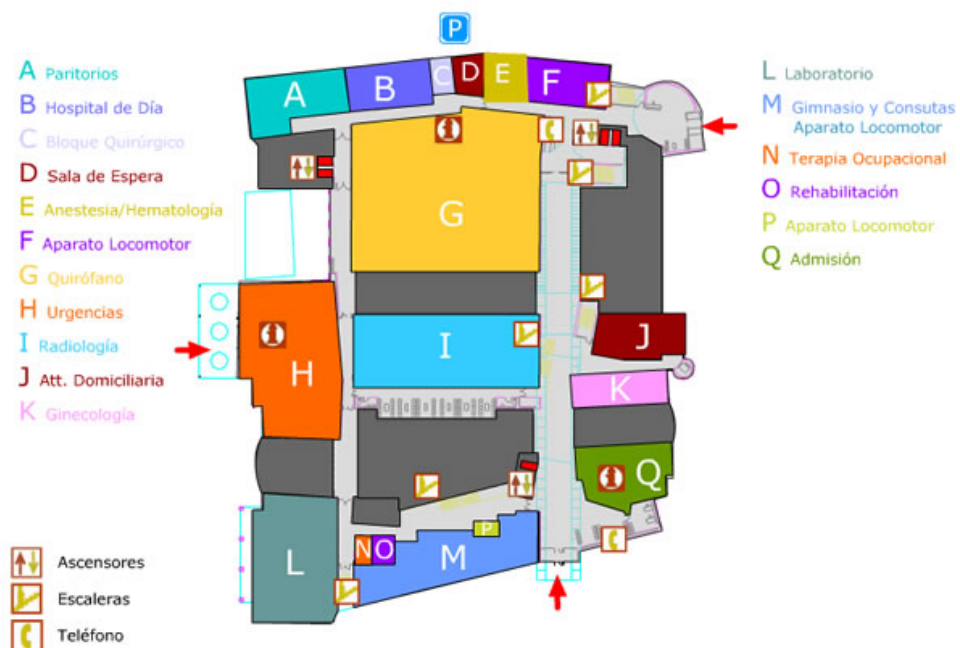 P
A Paritorios
B Hospital de Día
C Bloque Quirúrgico
D Sala de Espera
E Anestesia/Hematología
F Aparato Locomotor
G Quirófano
H Urgencias
I Radiología
J Att. Domiciliaria
K Ginecología
L Laboratorio
M Gimnasio y Consutas
Aparato Locomotor
N Terapia Ocupacional
O Rehabilitación
P Aparato Locomotor
Q Admisión
A B C D E F
G
H I J
K
Q
L N O M P
Ascensores
Escaleras
Teléfono